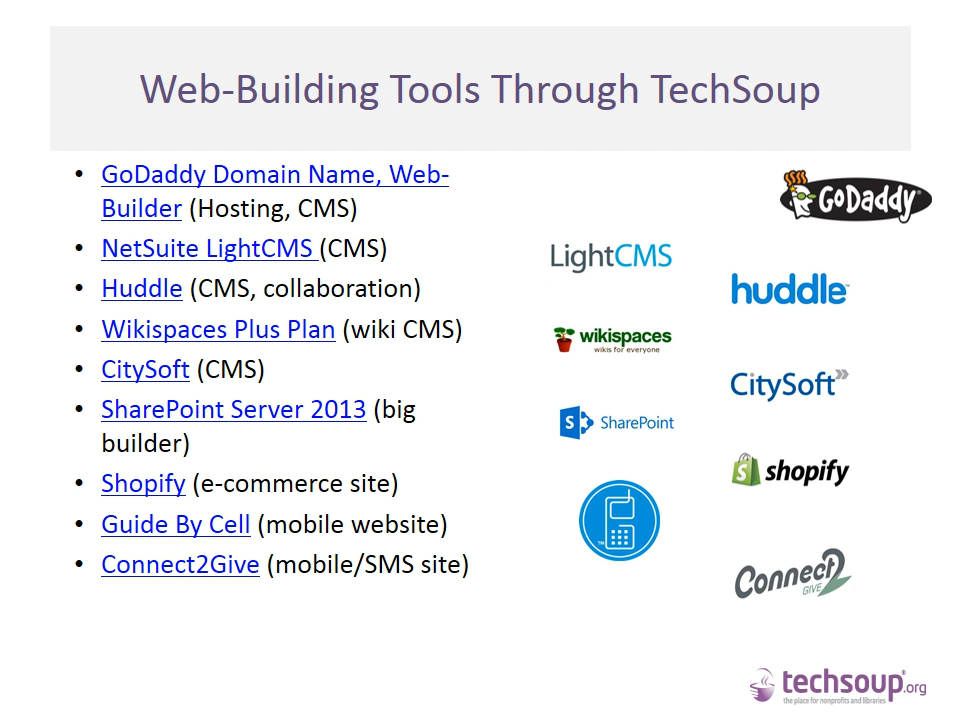 Web-Building Tools Through TechSoup
• GoDaddy Domain Name, Web-
Builder (Hosting, CMS)
• NetSuite LightCMS (CMS)
• Huddle (CMS, collaboration)
• Wikispaces Plus Plan (wiki CMS)
• CitySoft (CMS)
• SharePoint Server 2013 (big
builder)
• Shopify (e-commerce site)
• Guide By Cell (mobile website)
• Connect2Give (mobile/SMS site)
GoDaddy
LightCMS
huddle
wikispaces
wikis for everyone
CitySoft
S SharePoint
shopify
TM
Connect2
GIVE
techsoup.org
the place for nonprofits and libraries